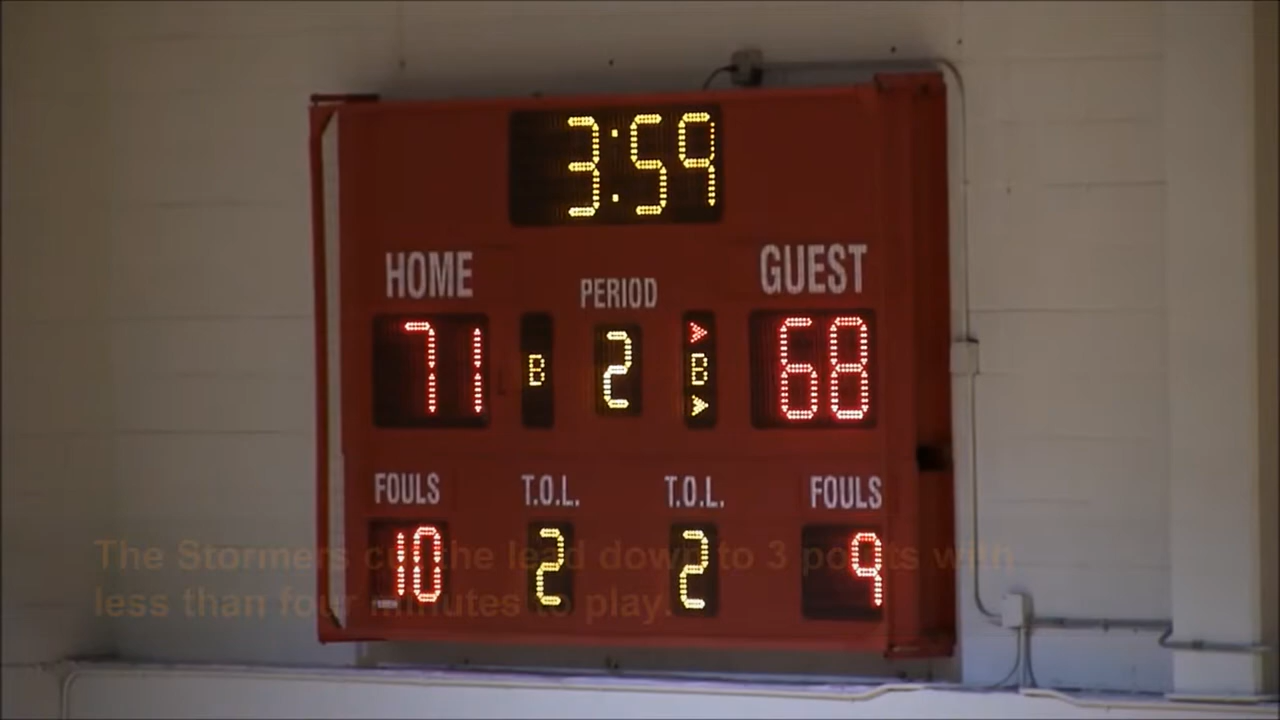 3:59
HOME
PERIOD
GUEST
71
B
2
B
68
FOULS
T.O.L.
T.O.L.
FOULS
10
2
2
9
The Stormers cut the lead down to 3 points with
less than four minutes to play.